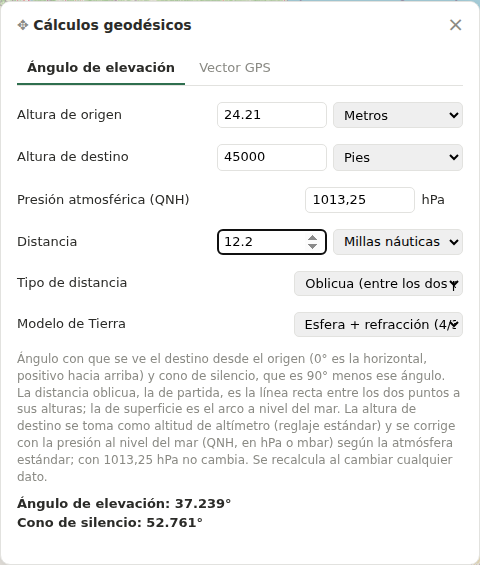 Cálculos geodésicos
Ángulo de elevación Vector GPS
Altura de origen 24.21 Metros
Altura de destino 45000 Pies
Presión atmosférica (QNH) 1013,25 hPa
Distancia 12.2 Millas náuticas
Tipo de distancia Oblicua (entre los dos
Modelo de Tierra Esfera + refracción (4/
Ángulo con que se ve el destino desde el origen (0° es la horizontal,
positivo hacia arriba) y cono de silencio, que es 90° menos ese ángulo.
La distancia oblicua, la de partida, es la línea recta entre los dos puntos a
sus alturas; la de superficie es el arco a nivel del mar. La altura de
destino se toma como altitud de altímetro (reglaje estándar) y se corrige
con la presión al nivel del mar (QNH, en hPa o mbar) según la atmósfera
estándar; con 1013,25 hPa no cambia. Se recalcula al cambiar cualquier
dato.
Ángulo de elevación: 37.239°
Cono de silencio: 52.761°